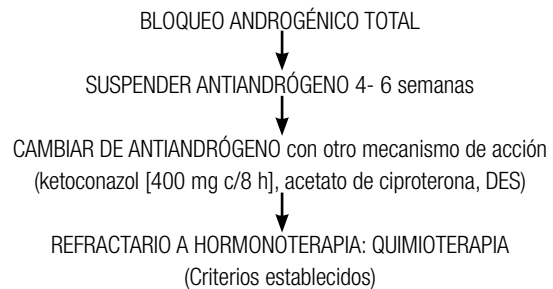 BLOQUEO ANDROGÉNICO TOTAL
SUSPENDER ANTIANDRÓGENO 4- 6 semanas
CAMBIAR DE ANTIANDRÓGENO con otro mecanismo de acción
(ketoconazol [400 mg c/8 h], acetato de ciproterona, DES)
REFRACTARIO A HORMONOTERAPIA: QUIMIOTERAPIA
(Criterios establecidos)